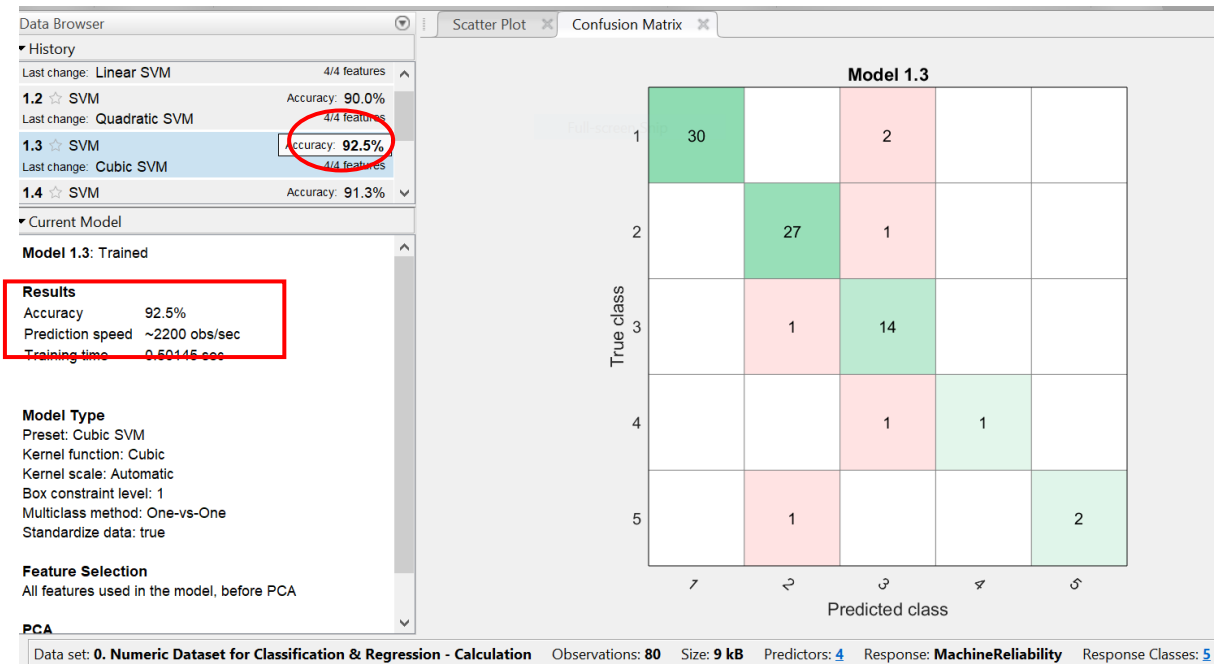 Data Browser
History
Last change: Linear SVM 4/4 features
1.2 SVM Accuracy: 90.0%
Last change: Quadratic SVM 4/4 features
1.3 SVM Accuracy: 92.5%
Last change: Cubic SVM 4/4 features
1.4 SVM Accuracy: 91.3%
Current Model
Model 1.3: Trained
Results
Accuracy 92.5%
Prediction speed ~2200 obs/sec
Training time 0.50145 sec
Model Type
Preset: Cubic SVM
Kernel function: Cubic
Kernel scale: Automatic
Box constraint level: 1
Multiclass method: One-vs-One
Standardize data: true
Feature Selection
All features used in the model, before PCA
PCA
Scatter Plot Confusion Matrix
Model 1.3
1 30 2
2 27 1
3 1 14
4 1 1
5 1 2
True class
1 2 3 4 5
Predicted class
Data set: 0. Numeric Dataset for Classification & Regression - Calculation Observations: 80 Size: 9 kB Predictors: 4 Response: MachineReliability Response Classes: 5